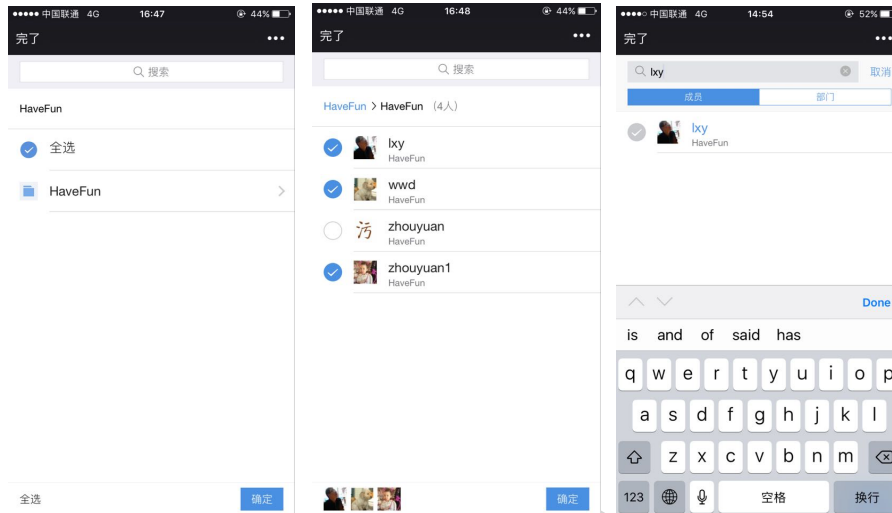 中国联通 4G 16:47 44%
完了
搜索
HaveFun
全选
HaveFun
全选 确定
中国联通 4G 16:48 44%
完了
搜索
HaveFun > HaveFun (4人)
lxy
HaveFun
wwd
HaveFun
污 zhouyuan
HaveFun
zhouyuan1
HaveFun
确定
中国联通 4G 14:54 52%
完了
lxy 取消
成员 部门
lxy
HaveFun
Done
is and of said has
q w e r t y u i o p
a s d f g h j k l
z x c v b n m
123 空格 换行